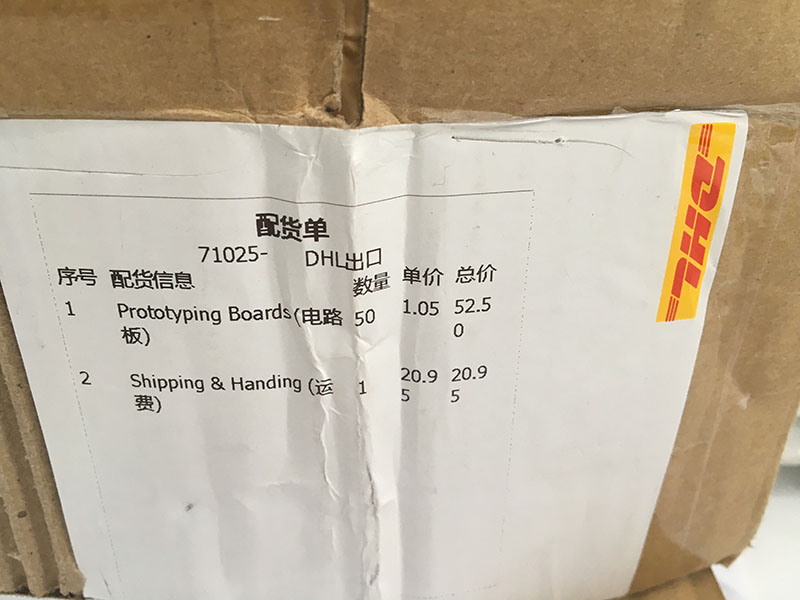 配货单
71025- DHL出口
序号 配货信息 数量 单价 总价
1 Prototyping Boards (电路 50 1.05 52.5
板) 0
2 Shipping & Handing (运 1 20.9 20.9
费) 5 5
DHL